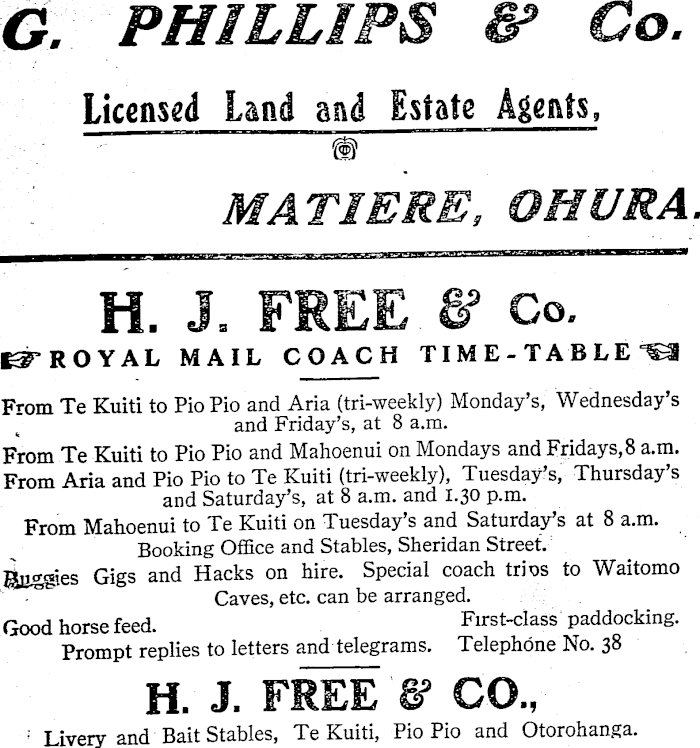 G. PHILLIPS & Co.
Licensed Land and Estate Agents,
MATIERE, OHURA.
H. J. FREE & Co.
ROYAL MAIL COACH TIME-TABLE
From Te Kuiti to Pio Pio and Aria (tri-weekly) Monday's, Wednesday's
and Friday's, at 8 a.m.
From Te Kuiti to Pio Pio and Mahoenui on Mondays and Fridays, 8 a.m.
From Aria and Pio Pio to Te Kuiti (tri-weekly), Tuesday's, Thursday's
and Saturday's, at 8 a.m. and 1.30 p.m.
From Mahoenui to Te Kuiti on Tuesday's and Saturday's at 8 a.m.
Booking Office and Stables, Sheridan Street.
Buggies Gigs and Hacks on hire. Special coach trips to Waitomo
Caves, etc. can be arranged.
Good horse feed. First-class paddocking.
Prompt replies to letters and telegrams. Telephone No. 38
H. J. FREE & CO.,
Livery and Bait Stables, Te Kuiti, Pio Pio and Otorohanga.